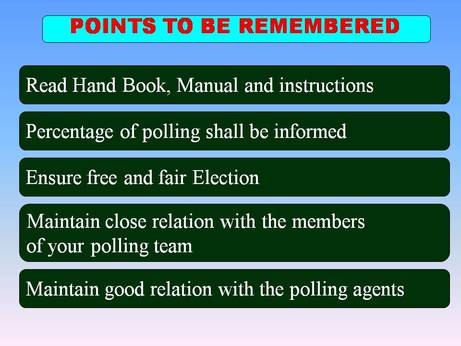 POINTS TO BE REMEMBERED
Read Hand Book, Manual and instructions
Percentage of polling shall be informed
Ensure free and fair Election
Maintain close relation with the members
of your polling team
Maintain good relation with the polling agents